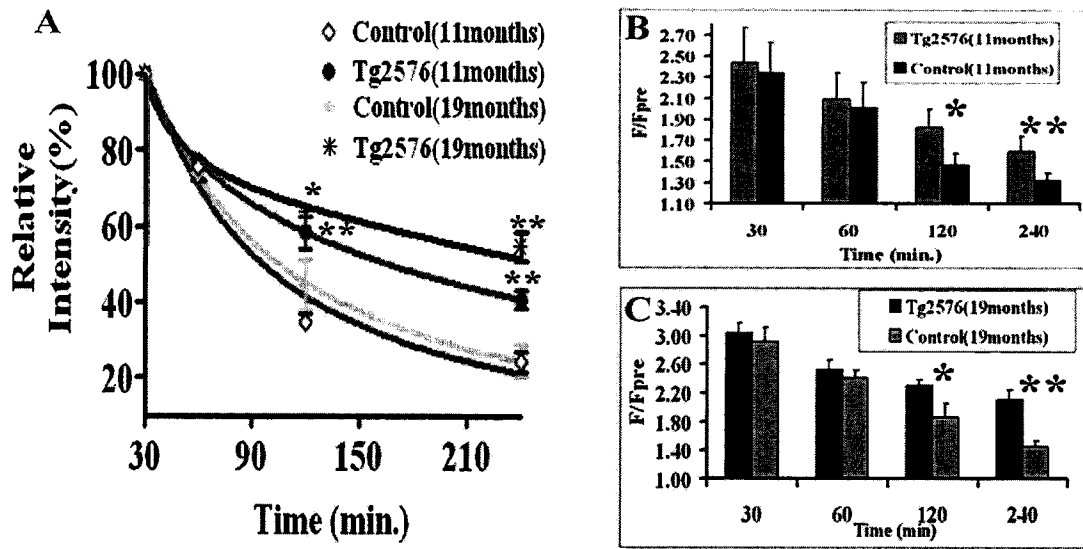 A
Control(11months)
Tg2576(11months)
Control(19months)
Tg2576(19months)
Relative
Intensity(%)
100
80
60
40
20
*
**
**
**
30 90 150 210
Time (min.)
B
Tg2576(11months)
Control(11months)
F/Fpre
2.70
2.50
2.30
2.10
1.90
1.70
1.50
1.30
1.10
*
**
30 60 120 240
Time (min.)
C
Tg2576(19months)
Control(19months)
F/Fpre
3.40
3.00
2.60
2.20
1.80
1.40
1.00
*
**
30 60 120 240
Time (min)